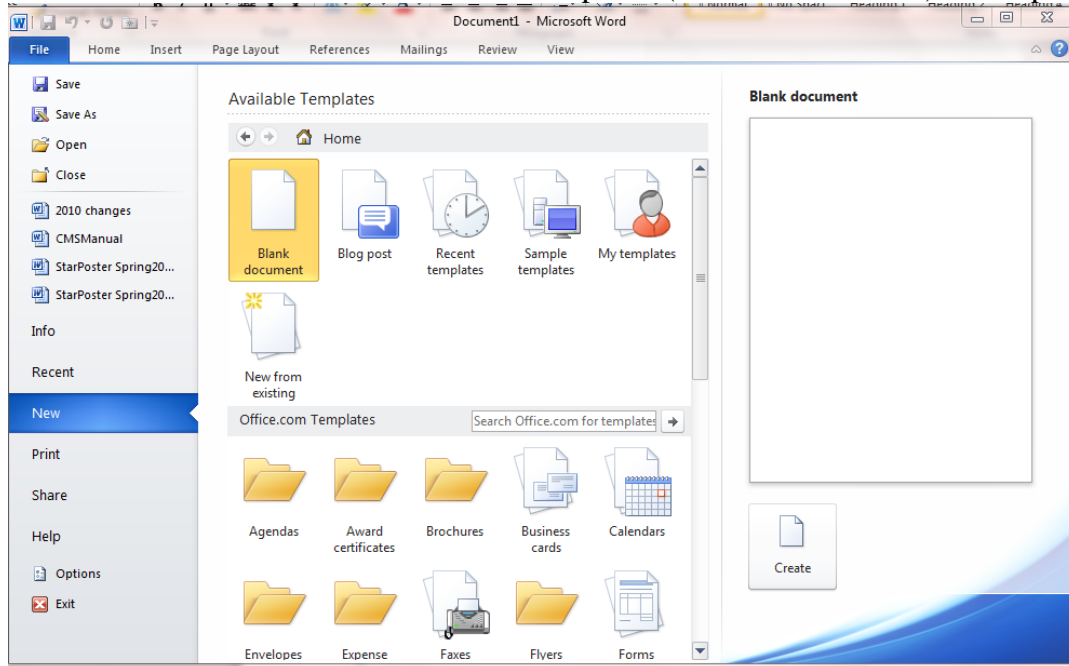 Document1 - Microsoft Word
File Home Insert Page Layout References Mailings Review View
Save
Save As
Open
Close
2010 changes
CMSManual
StarPoster Spring20...
StarPoster Spring20...
Info
Recent
New
Print
Share
Help
Options
Exit
Available Templates
Home
Blank document
Blog post
Recent templates
Sample templates
My templates
New from existing
Office.com Templates
Search Office.com for templates
Agendas
Award certificates
Brochures
Business cards
Calendars
Envelopes
Expense
Faxes
Flyers
Forms
Blank document
Create